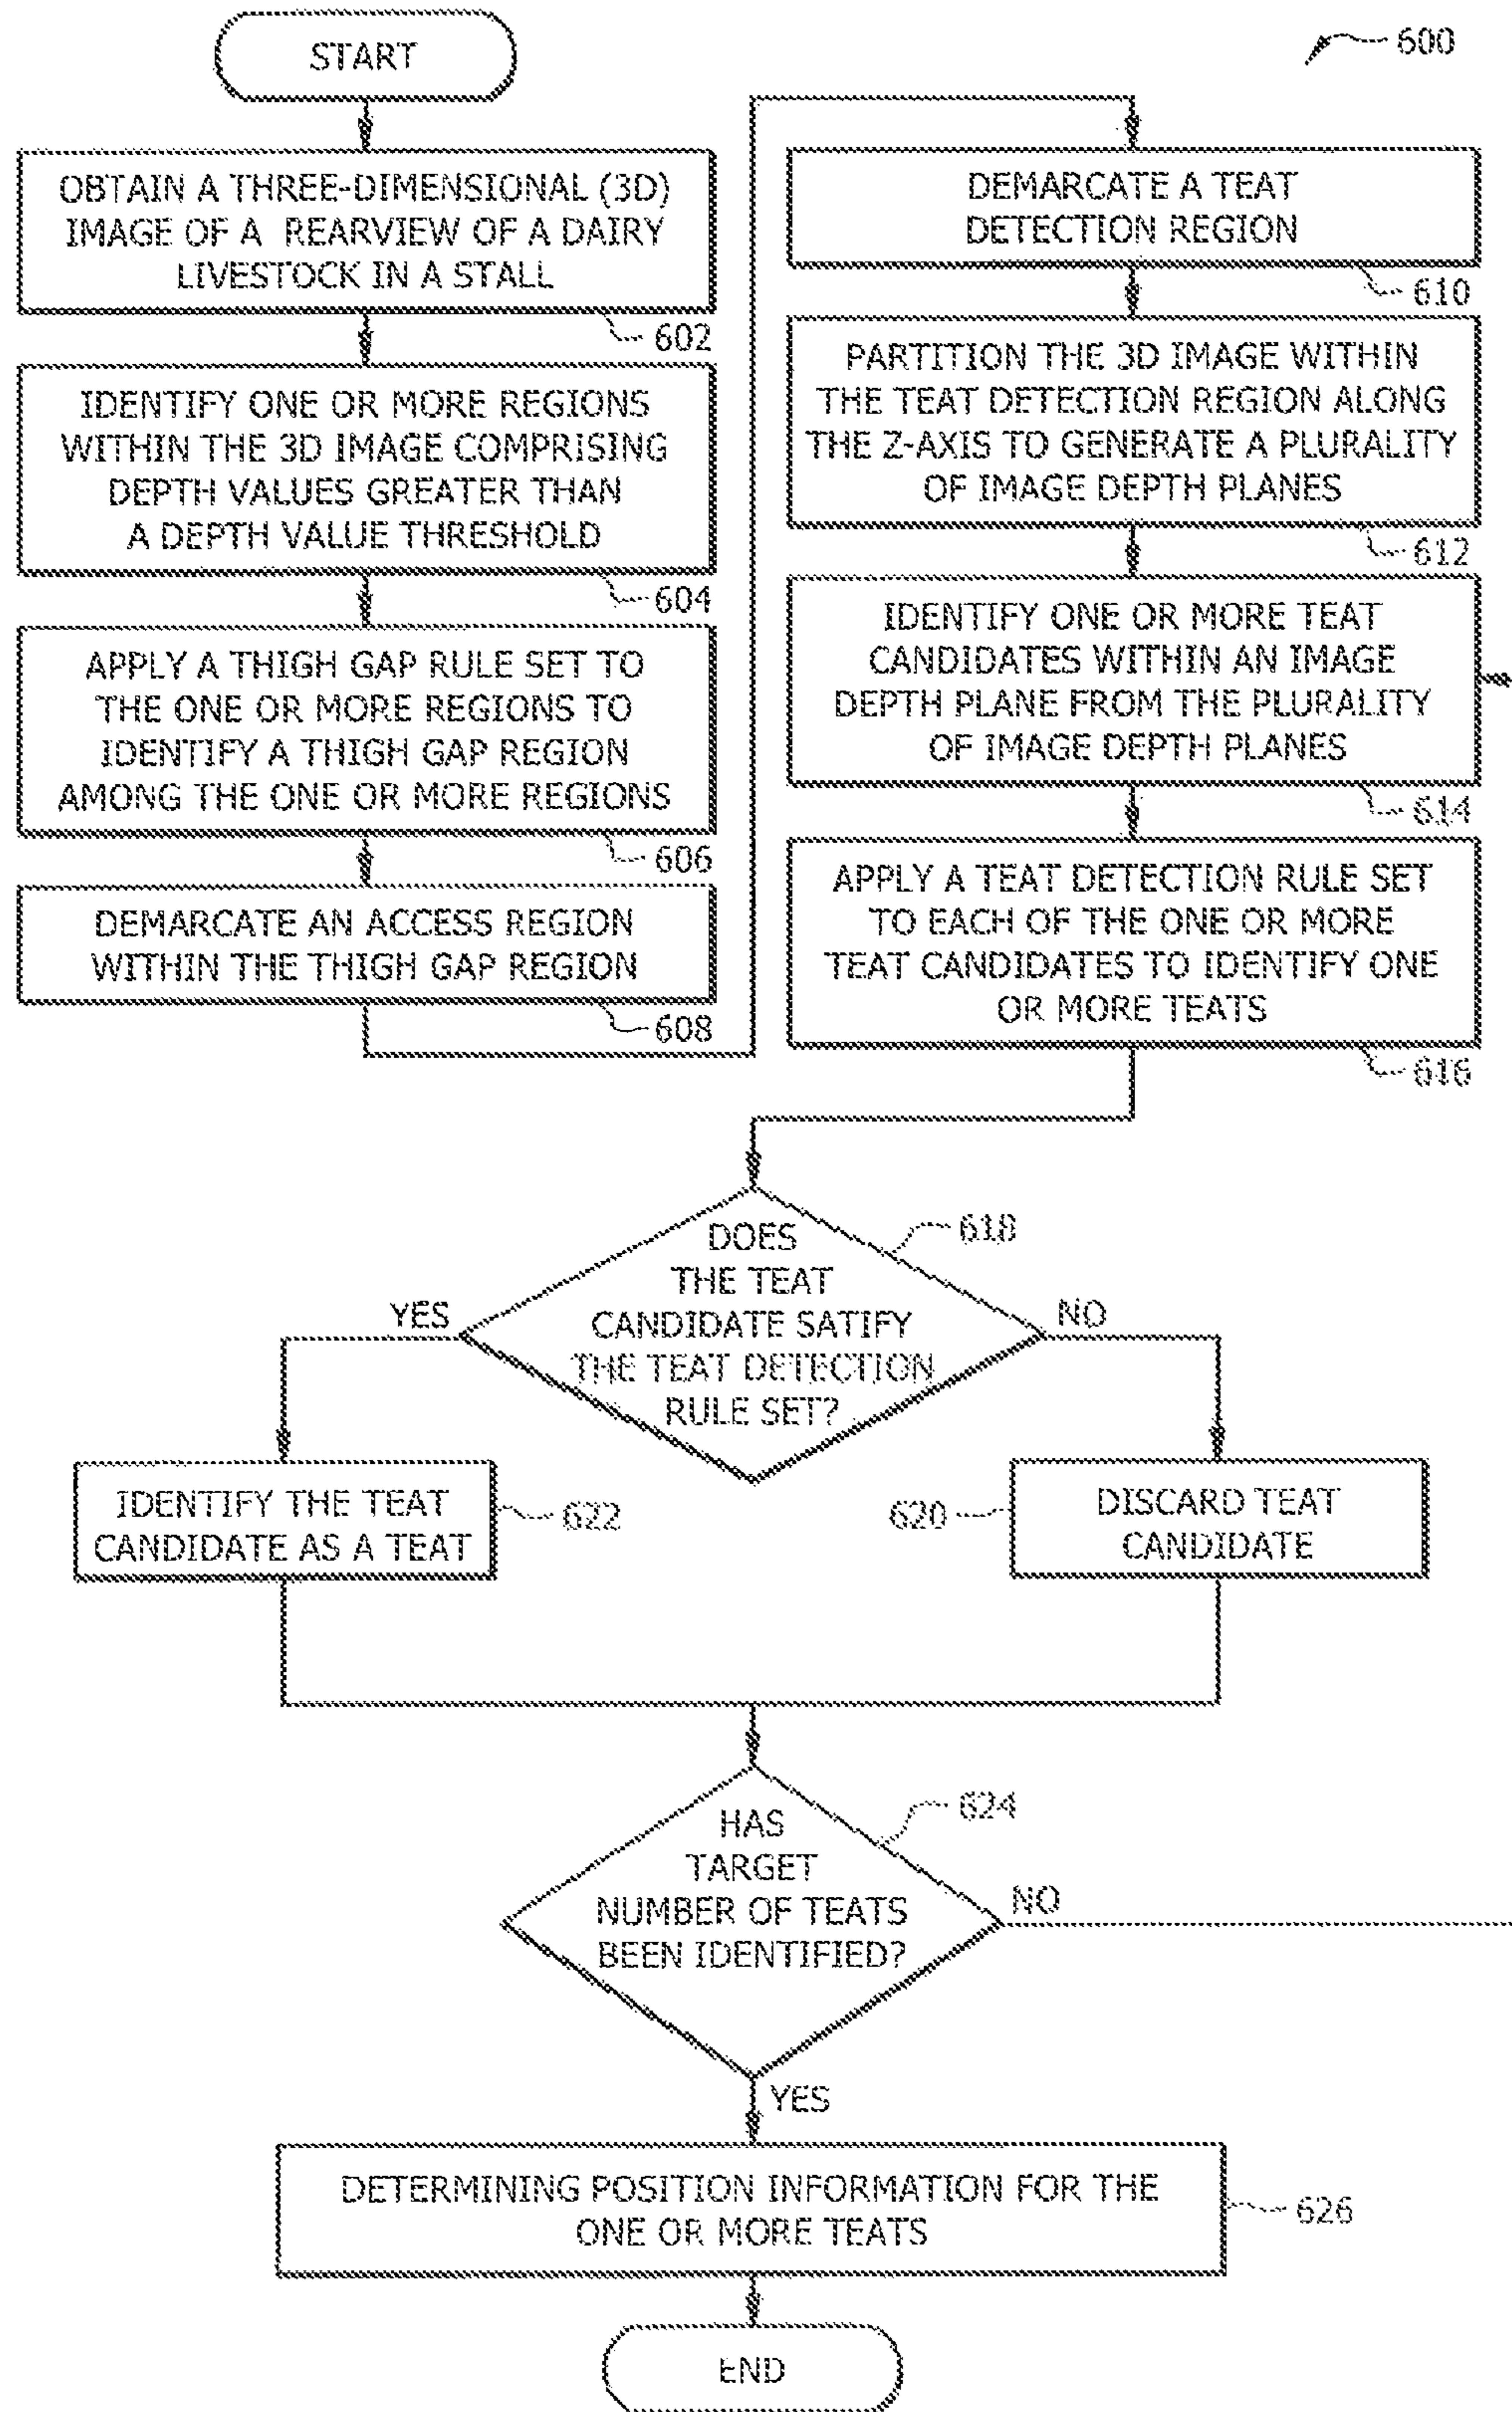 START
600
OBTAIN A THREE-DIMENSIONAL (3D)
IMAGE OF A REARVIEW OF A DAIRY
LIVESTOCK IN A STALL
602
IDENTIFY ONE OR MORE REGIONS
WITHIN THE 3D IMAGE COMPRISING
DEPTH VALUES GREATER THAN
A DEPTH VALUE THRESHOLD
604
APPLY A THIGH GAP RULE SET TO
THE ONE OR MORE REGIONS TO
IDENTIFY A THIGH GAP REGION
AMONG THE ONE OR MORE REGIONS
606
DEMARCATE AN ACCESS REGION
WITHIN THE THIGH GAP REGION
608
DEMARCATE A TEAT
DETECTION REGION
610
PARTITION THE 3D IMAGE WITHIN
THE TEAT DETECTION REGION ALONG
THE Z-AXIS TO GENERATE A PLURALITY
OF IMAGE DEPTH PLANES
612
IDENTIFY ONE OR MORE TEAT
CANDIDATES WITHIN AN IMAGE
DEPTH PLANE FROM THE PLURALITY
OF IMAGE DEPTH PLANES
614
APPLY A TEAT DETECTION RULE SET
TO EACH OF THE ONE OR MORE
TEAT CANDIDATES TO IDENTIFY ONE
OR MORE TEATS
616
DOES
THE TEAT
CANDIDATE SATIFY
THE TEAT DETECTION
RULE SET?
618
YES
NO
IDENTIFY THE TEAT
CANDIDATE AS A TEAT
622
620
DISCARD TEAT
CANDIDATE
HAS
TARGET
NUMBER OF TEATS
BEEN IDENTIFIED?
624
NO
YES
DETERMINING POSITION INFORMATION FOR THE
ONE OR MORE TEATS
626
END